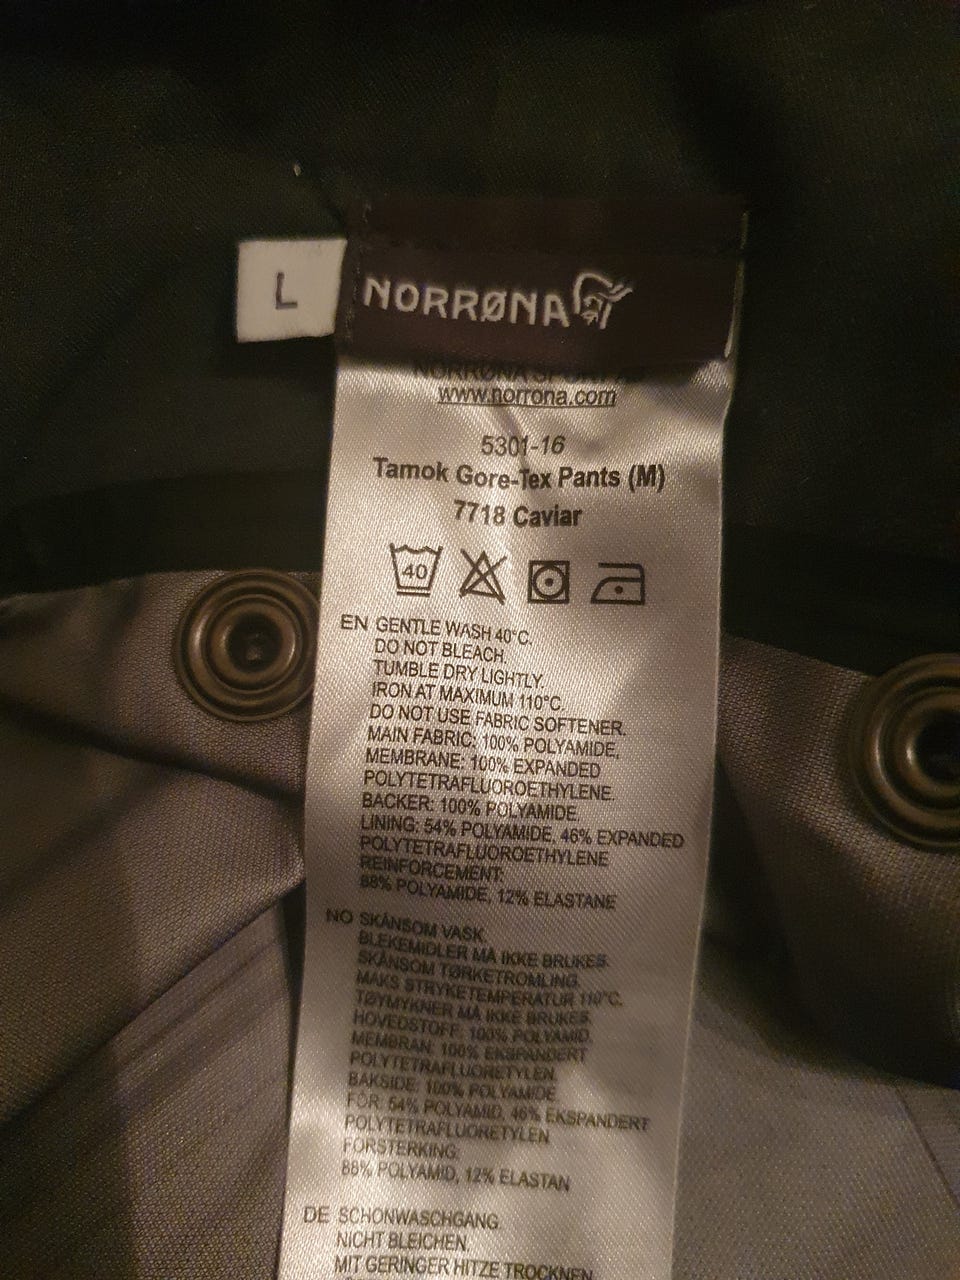 L
NORRØNA
NORRØNA
www.norrona.com
5301-16
Tamok Gore-Tex Pants (M)
7718 Caviar
40
EN GENTLE WASH 40°C.
DO NOT BLEACH.
TUMBLE DRY LIGHTLY.
IRON AT MAXIMUM 110°C.
DO NOT USE FABRIC SOFTENER.
MAIN FABRIC: 100% POLYAMIDE,
MEMBRANE: 100% EXPANDED
POLYTETRAFLUOROETHYLENE.
BACKER: 100% POLYAMIDE.
LINING: 54% POLYAMIDE, 46% EXPANDED
POLYTETRAFLUOROETHYLENE
REINFORCEMENT:
88% POLYAMIDE, 12% ELASTANE
NO SKÅNSOM VASK.
BLEKEMIDLER MÅ IKKE BRUKES.
SKÅNSOM TØRKETROMLING.
MAKS STRYKETEMPERATUR 110°C.
TØYMYKNER MÅ IKKE BRUKES.
HOVEDSTOFF: 100% POLYAMID.
MEMBRAN: 100% EKSPANDERT
POLYTETRAFLUORETYLEN.
BAKSIDE: 100% POLYAMIDE.
FÔR: 54% POLYAMID, 46% EKSPANDERT
POLYTETRAFLUORETYLEN
FORSTERKING:
88% POLYAMID, 12% ELASTAN
DE SCHONWASCHGANG.
NICHT BLEICHEN.
MIT GERINGER HITZE TROCKNEN.